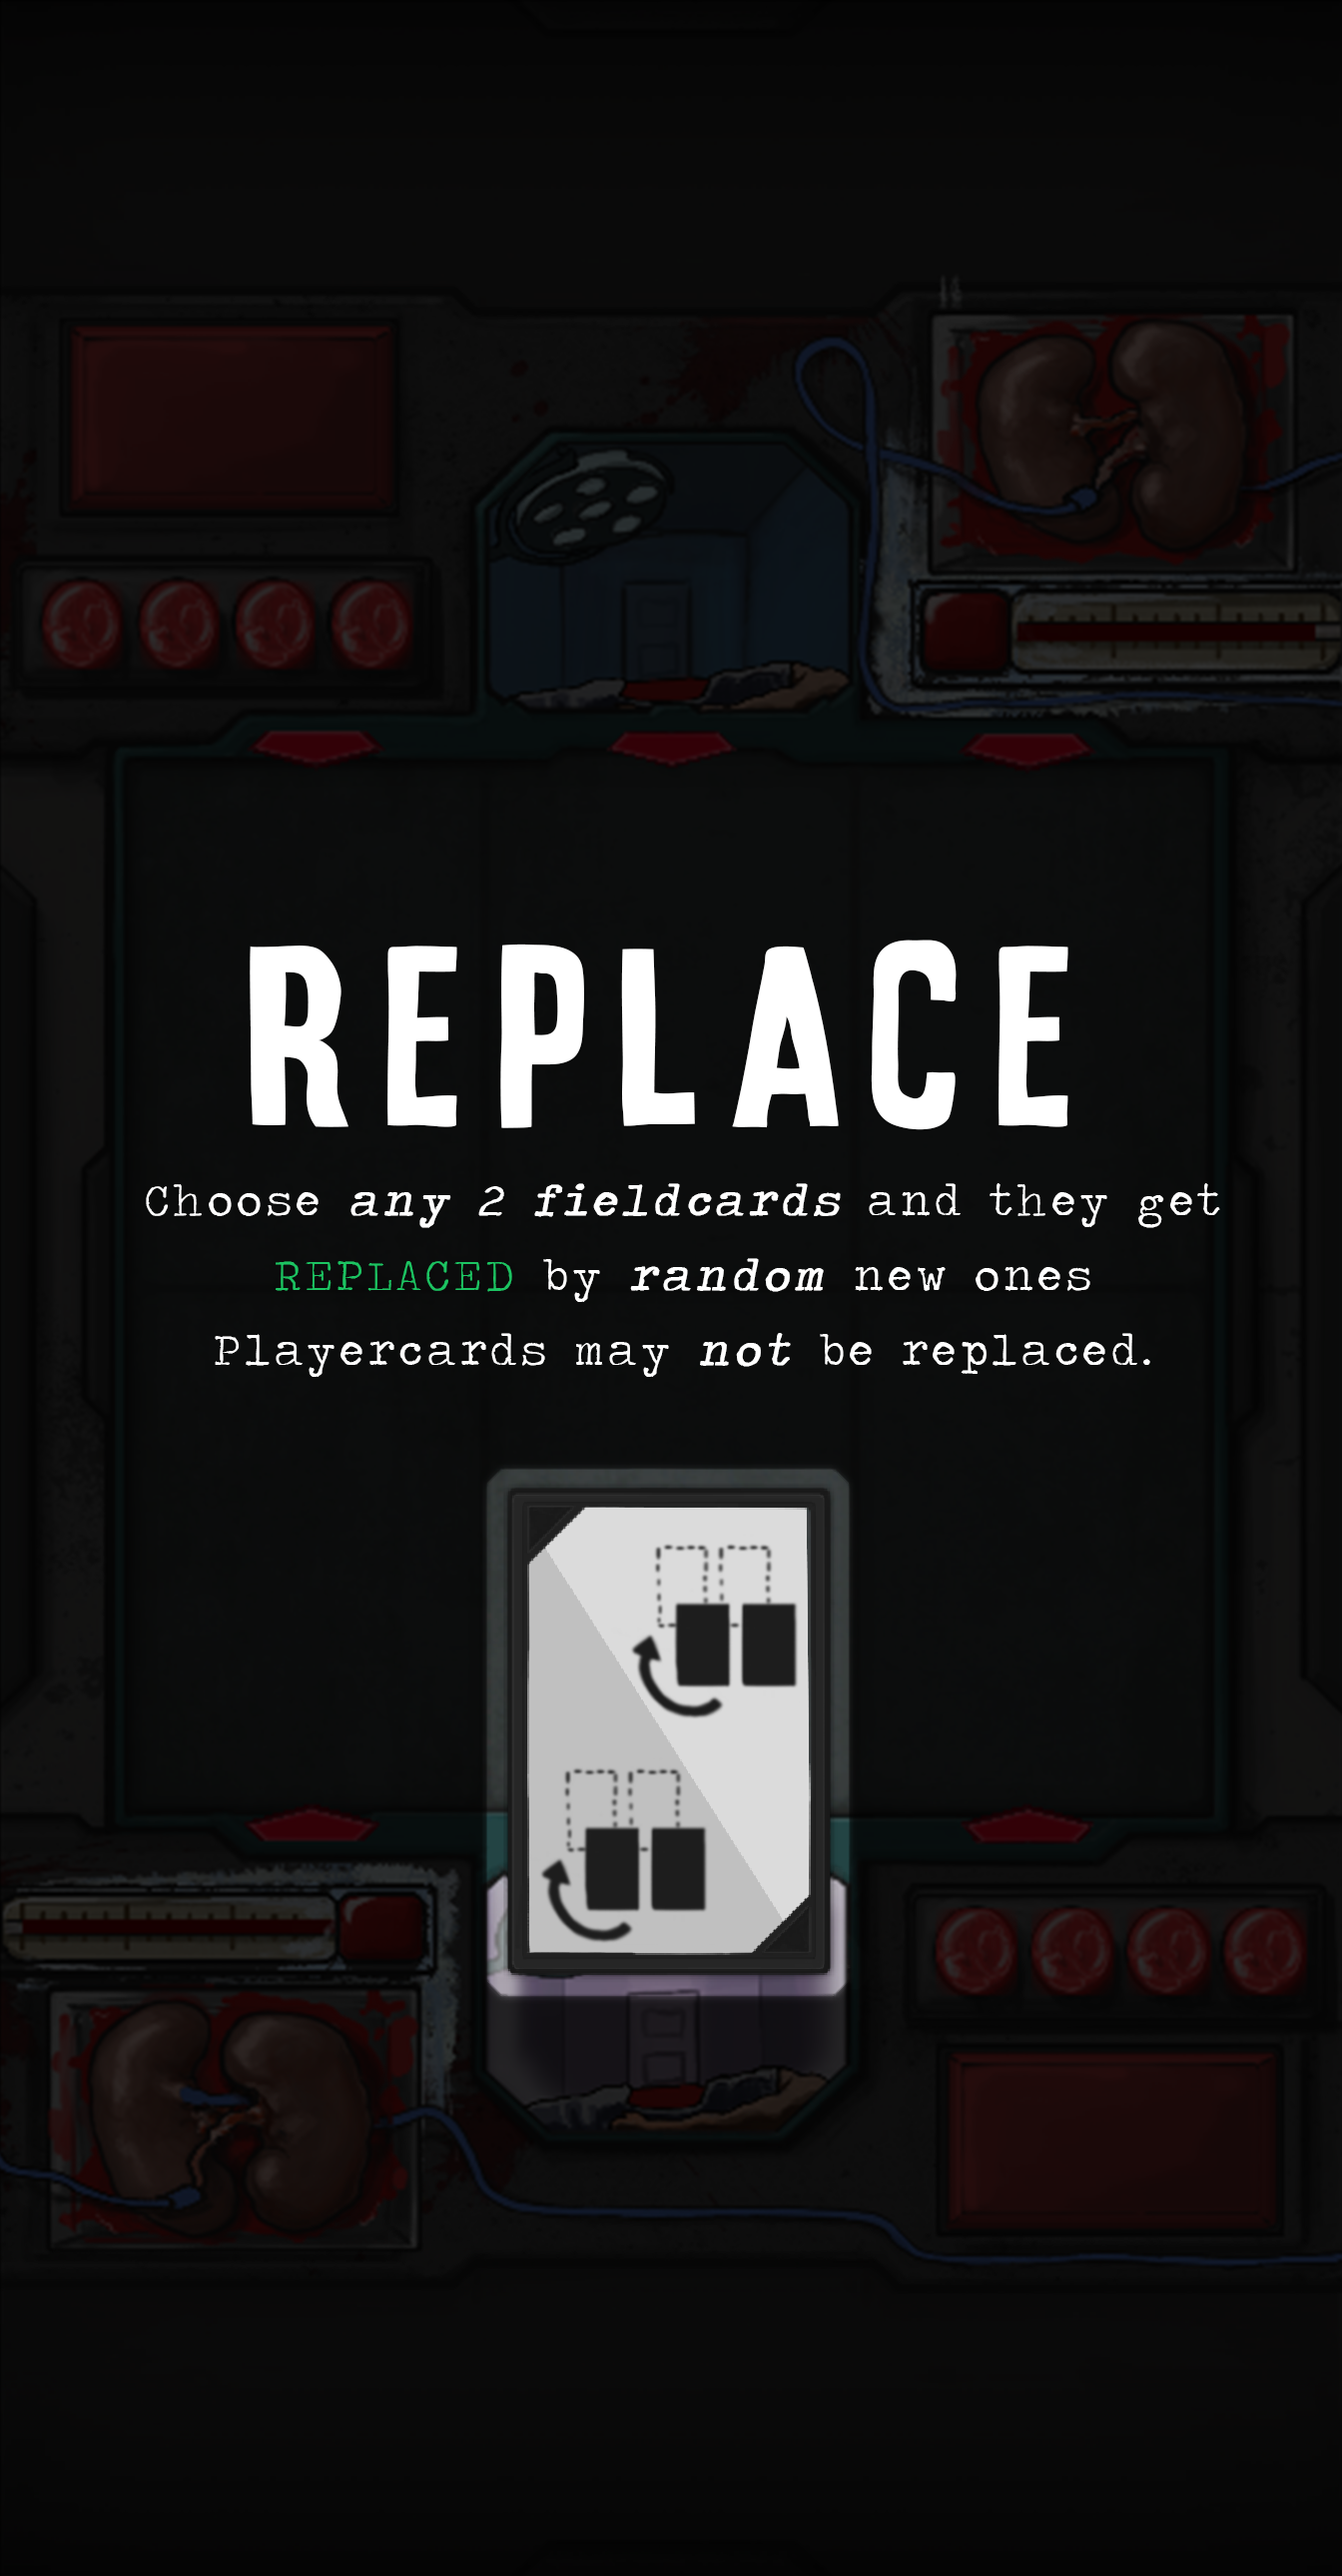 REPLACE
Choose any 2 fieldcards and they get
REPLACED by random new ones
Playercards may not be replaced.